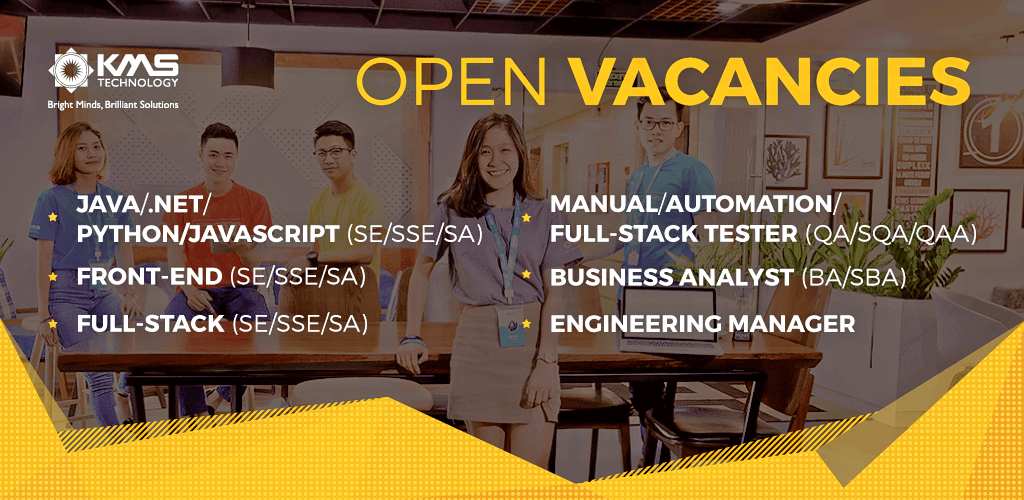 KMS
TECHNOLOGY
Bright Minds, Brilliant Solutions
OPEN VACANCIES
JAVA/.NET/
PYTHON/JAVASCRIPT (SE/SSE/SA)
FRONT-END (SE/SSE/SA)
FULL-STACK (SE/SSE/SA)
MANUAL/AUTOMATION/
FULL-STACK TESTER (QA/SQA/QAA)
BUSINESS ANALYST (BA/SBA)
ENGINEERING MANAGER